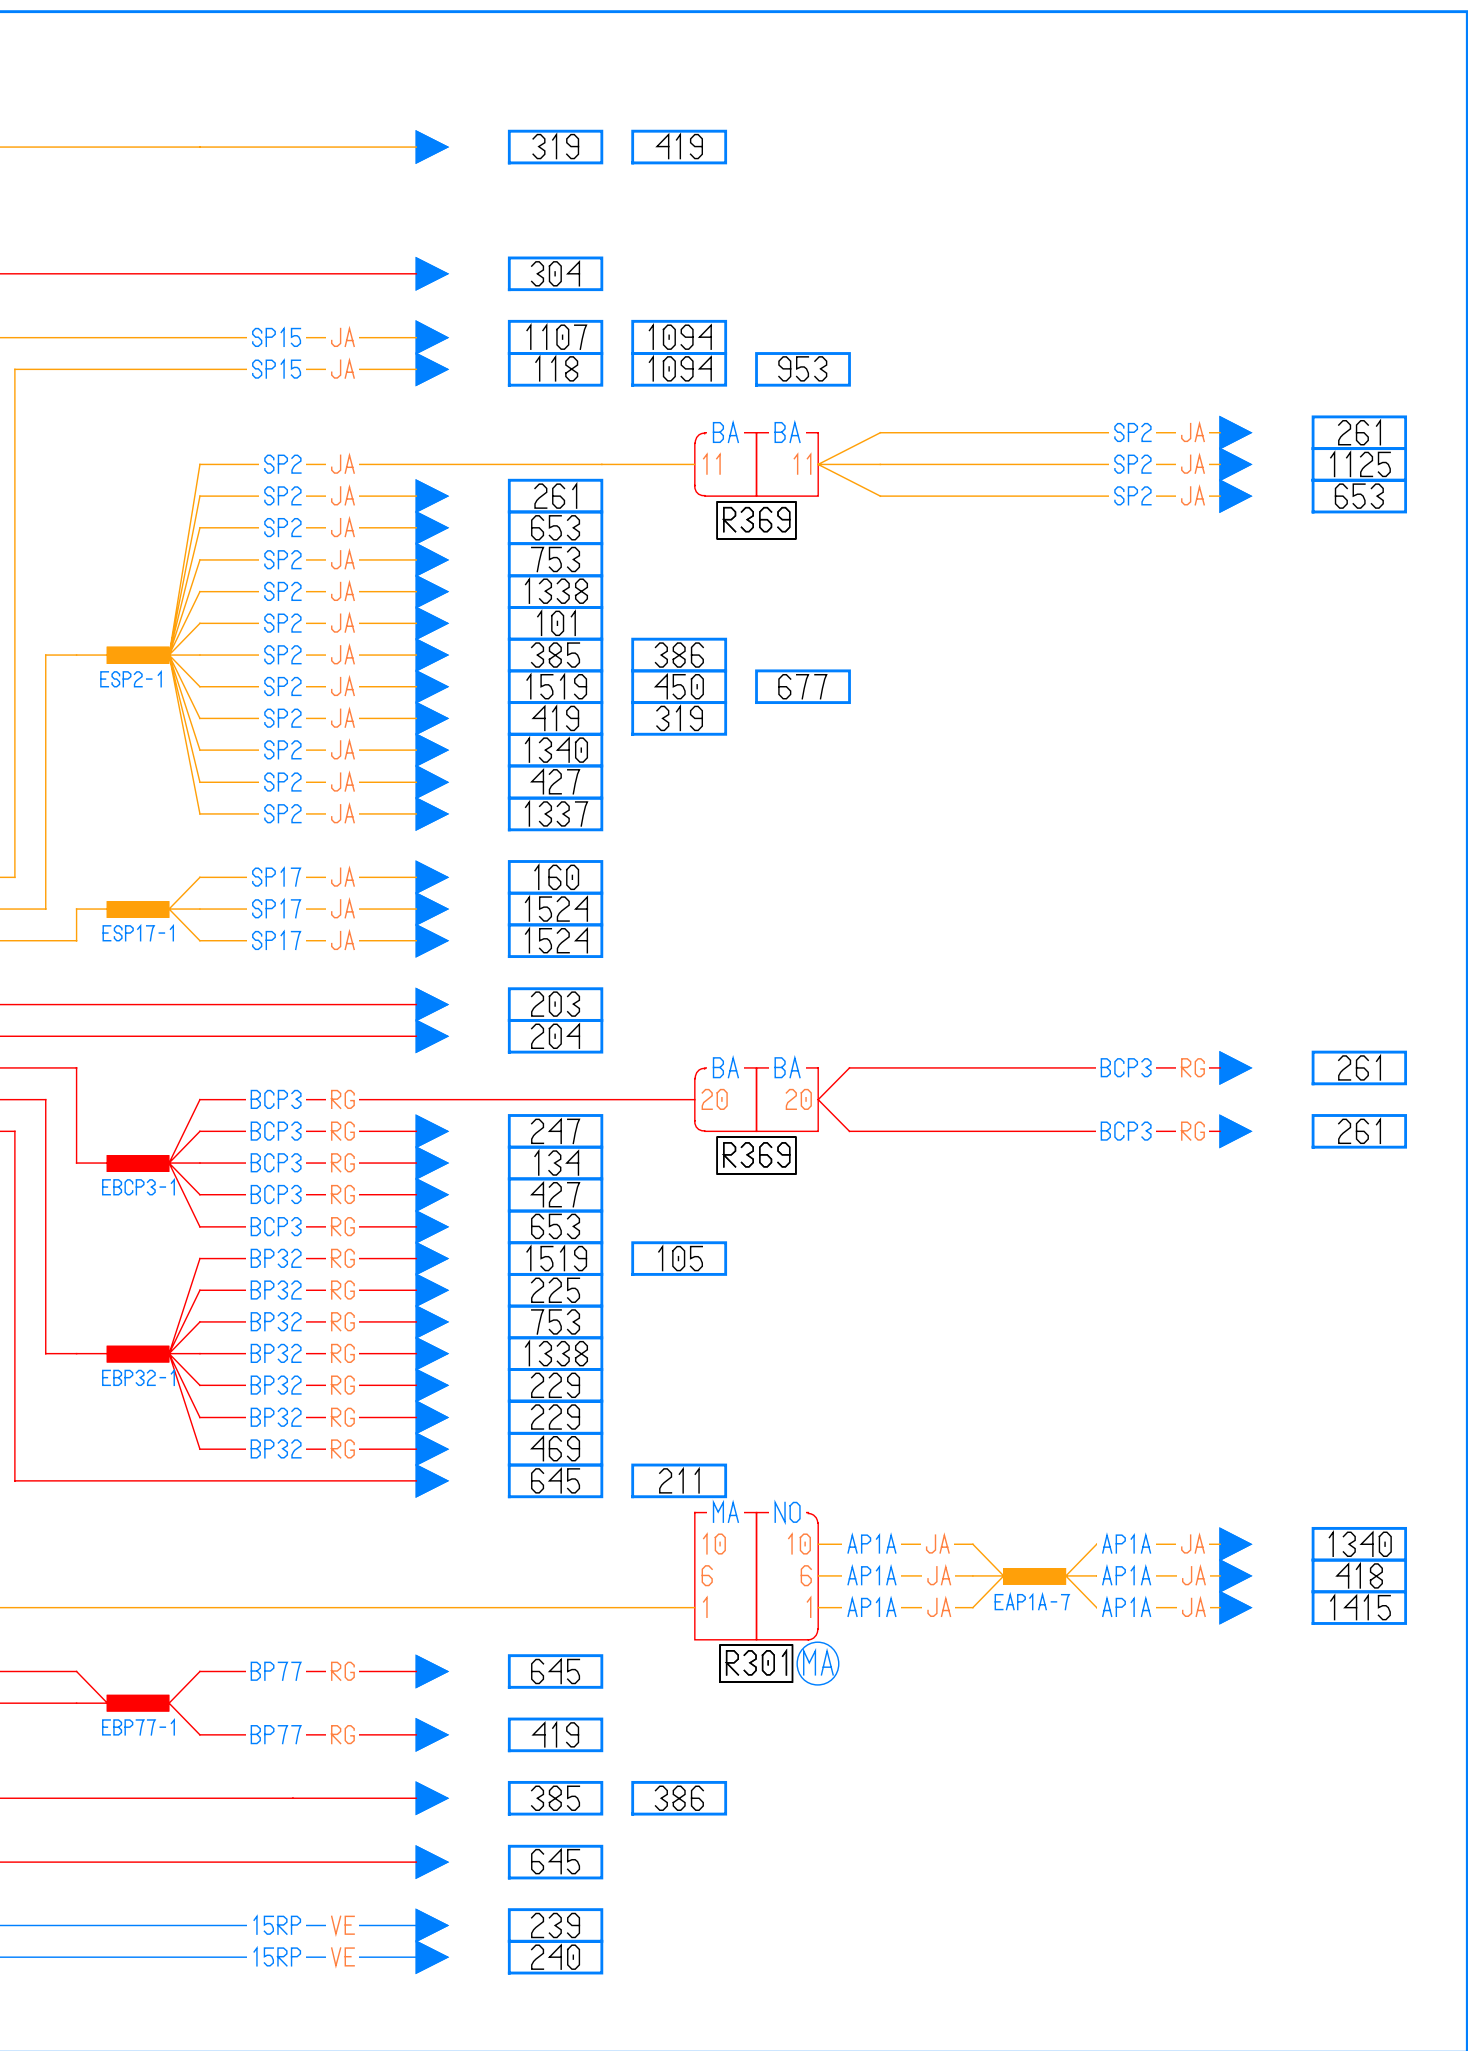 319 419
304
SP15 JA 1107 1094
SP15 JA 118 1094 953
BA BA SP2 JA 261
SP2 JA 11 11 SP2 JA 1125
SP2 JA 261 SP2 JA 653
R369
SP2 JA 653
SP2 JA 753
SP2 JA 1338
SP2 JA 101
SP2 JA 385 386
ESP2-1
SP2 JA 1519 450 677
SP2 JA 419 319
SP2 JA 1340
SP2 JA 427
SP2 JA 1337
SP17 JA 160
SP17 JA 1524
ESP17-1
SP17 JA 1524
203
204
BA BA BCP3 RG 261
BCP3 RG 20 20
BCP3 RG 247 BCP3 RG 261
R369
BCP3 RG 134
EBCP3-1
BCP3 RG 427
BCP3 RG 653
BP32 RG 1519 105
BP32 RG 225
BP32 RG 753
BP32 RG 1338
EBP32-1
BP32 RG 229
BP32 RG 229
BP32 RG 469
645 211
MA NO
10 10 AP1A JA AP1A JA 1340
6 6 AP1A JA AP1A JA 418
EAP1A-7
1 1 AP1A JA AP1A JA 1415
R301 MA
BP77 RG 645
EBP77-1
BP77 RG 419
385 386
645
15RP VE 239
15RP VE 240